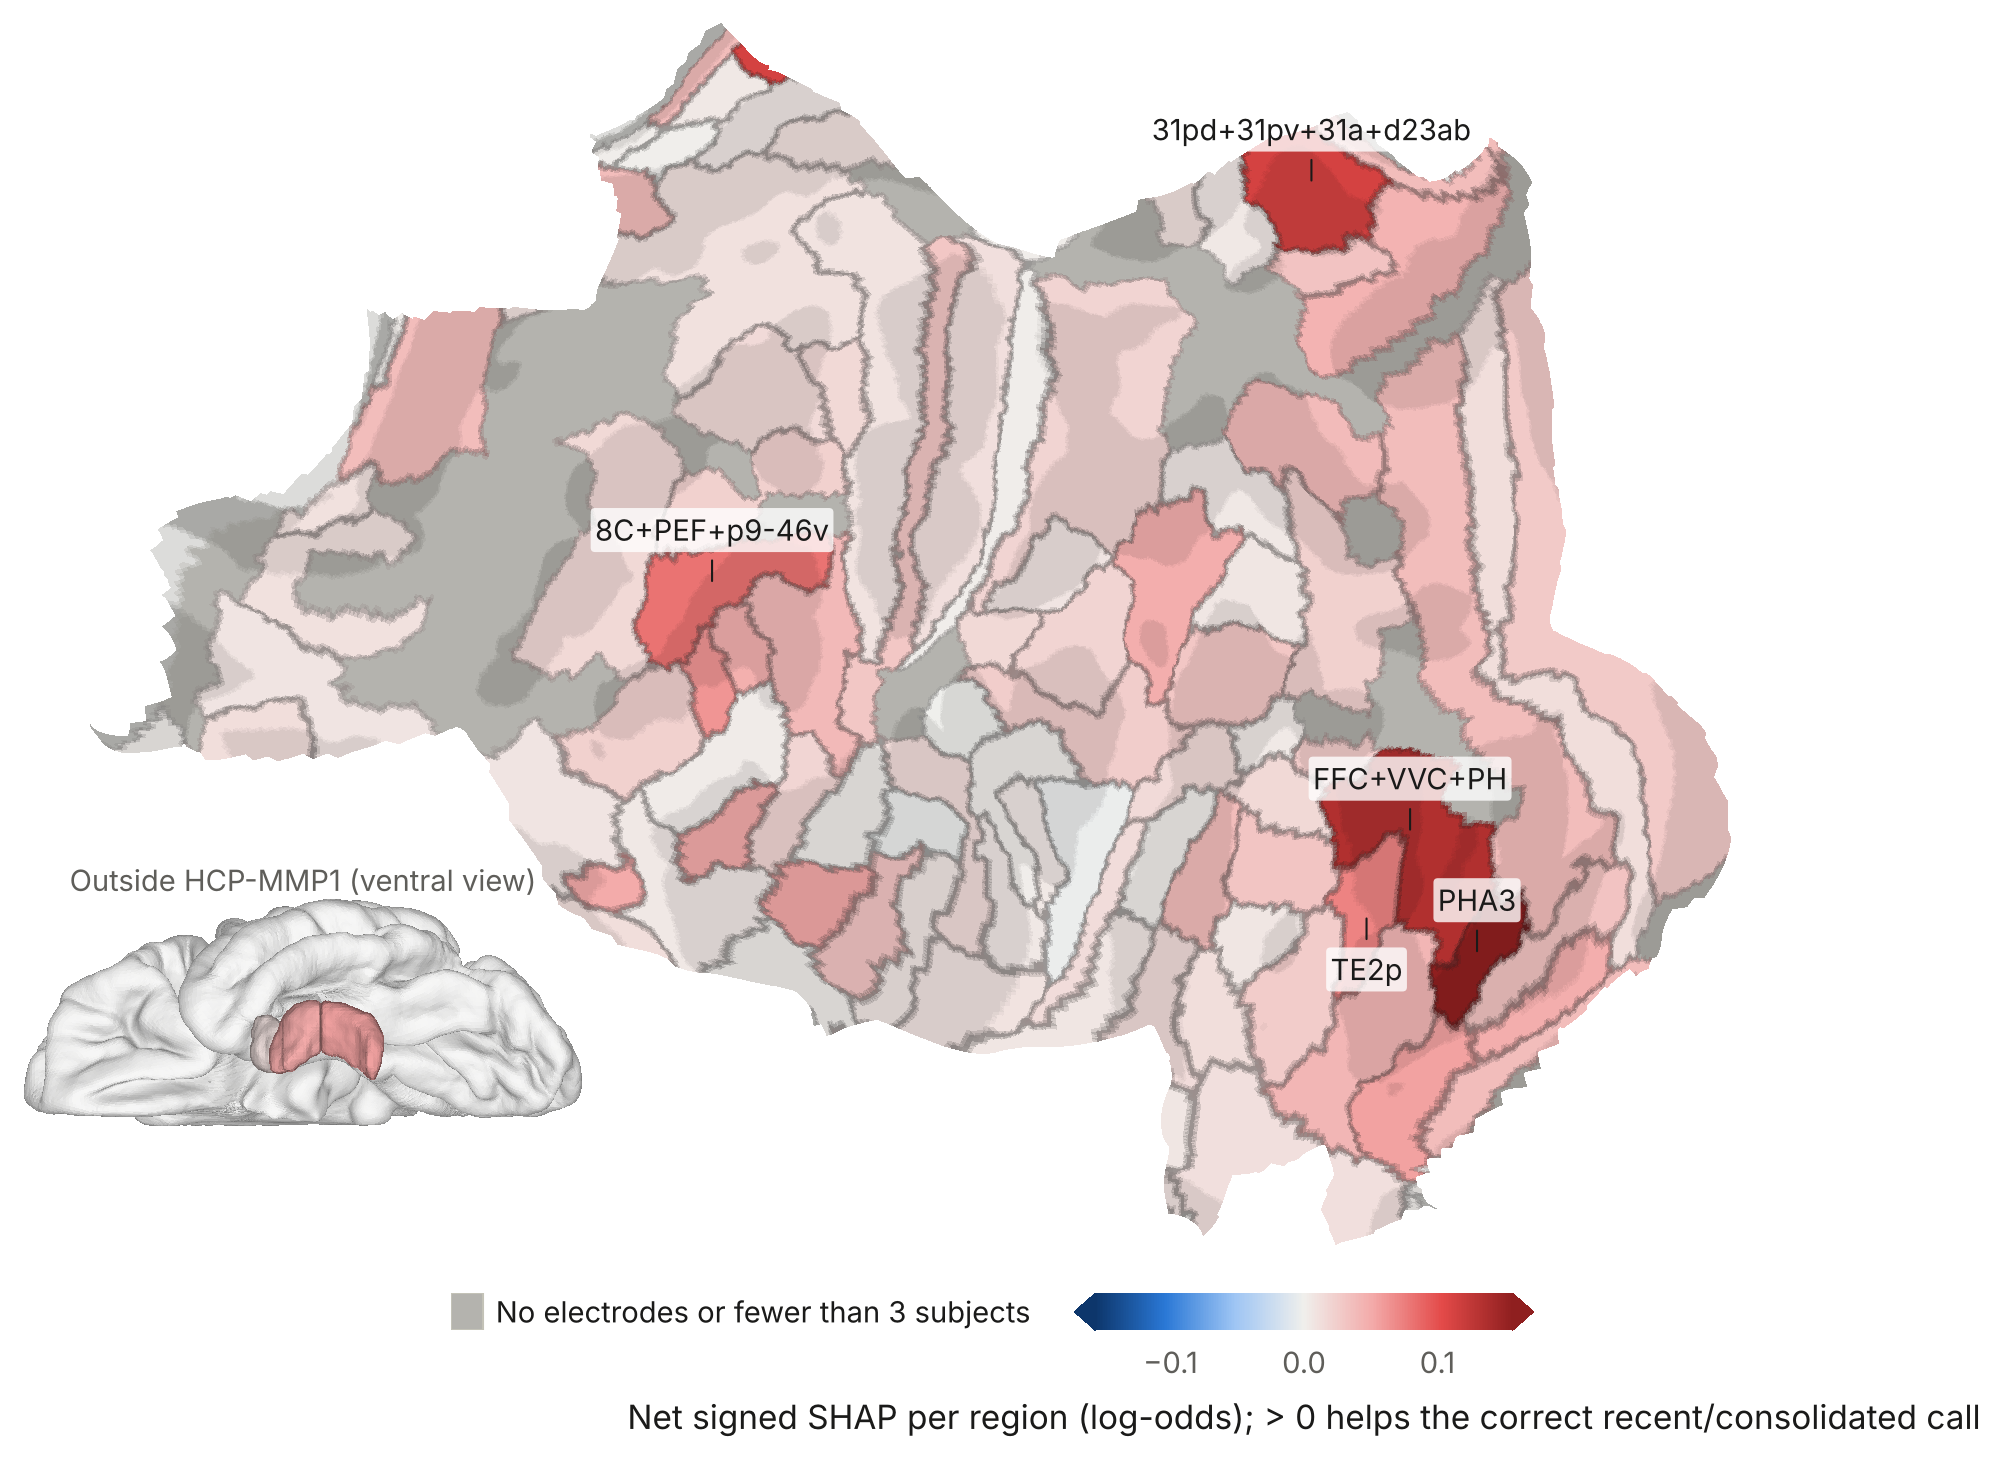 31pd+31pv+31a+d23ab
8C+PEF+p9-46v
FFC+VVC+PH
PHA3
TE2p
Outside HCP-MMP1 (ventral view)
No electrodes or fewer than 3 subjects
−0.1 0.0 0.1
Net signed SHAP per region (log-odds); > 0 helps the correct recent/consolidated call